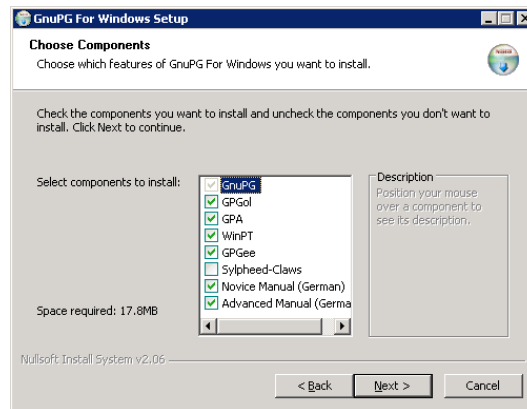 GnuPG For Windows Setup
Choose Components
Choose which features of GnuPG For Windows you want to install.
Check the components you want to install and uncheck the components you don't want to
install. Click Next to continue.
Select components to install:
GnuPG
GPGol
GPA
WinPT
GPGee
Sylpheed-Claws
Novice Manual (German)
Advanced Manual (Germa
Description
Position your mouse
over a component to
see its description.
Space required: 17.8MB
Nullsoft Install System v2.06
< Back
Next >
Cancel